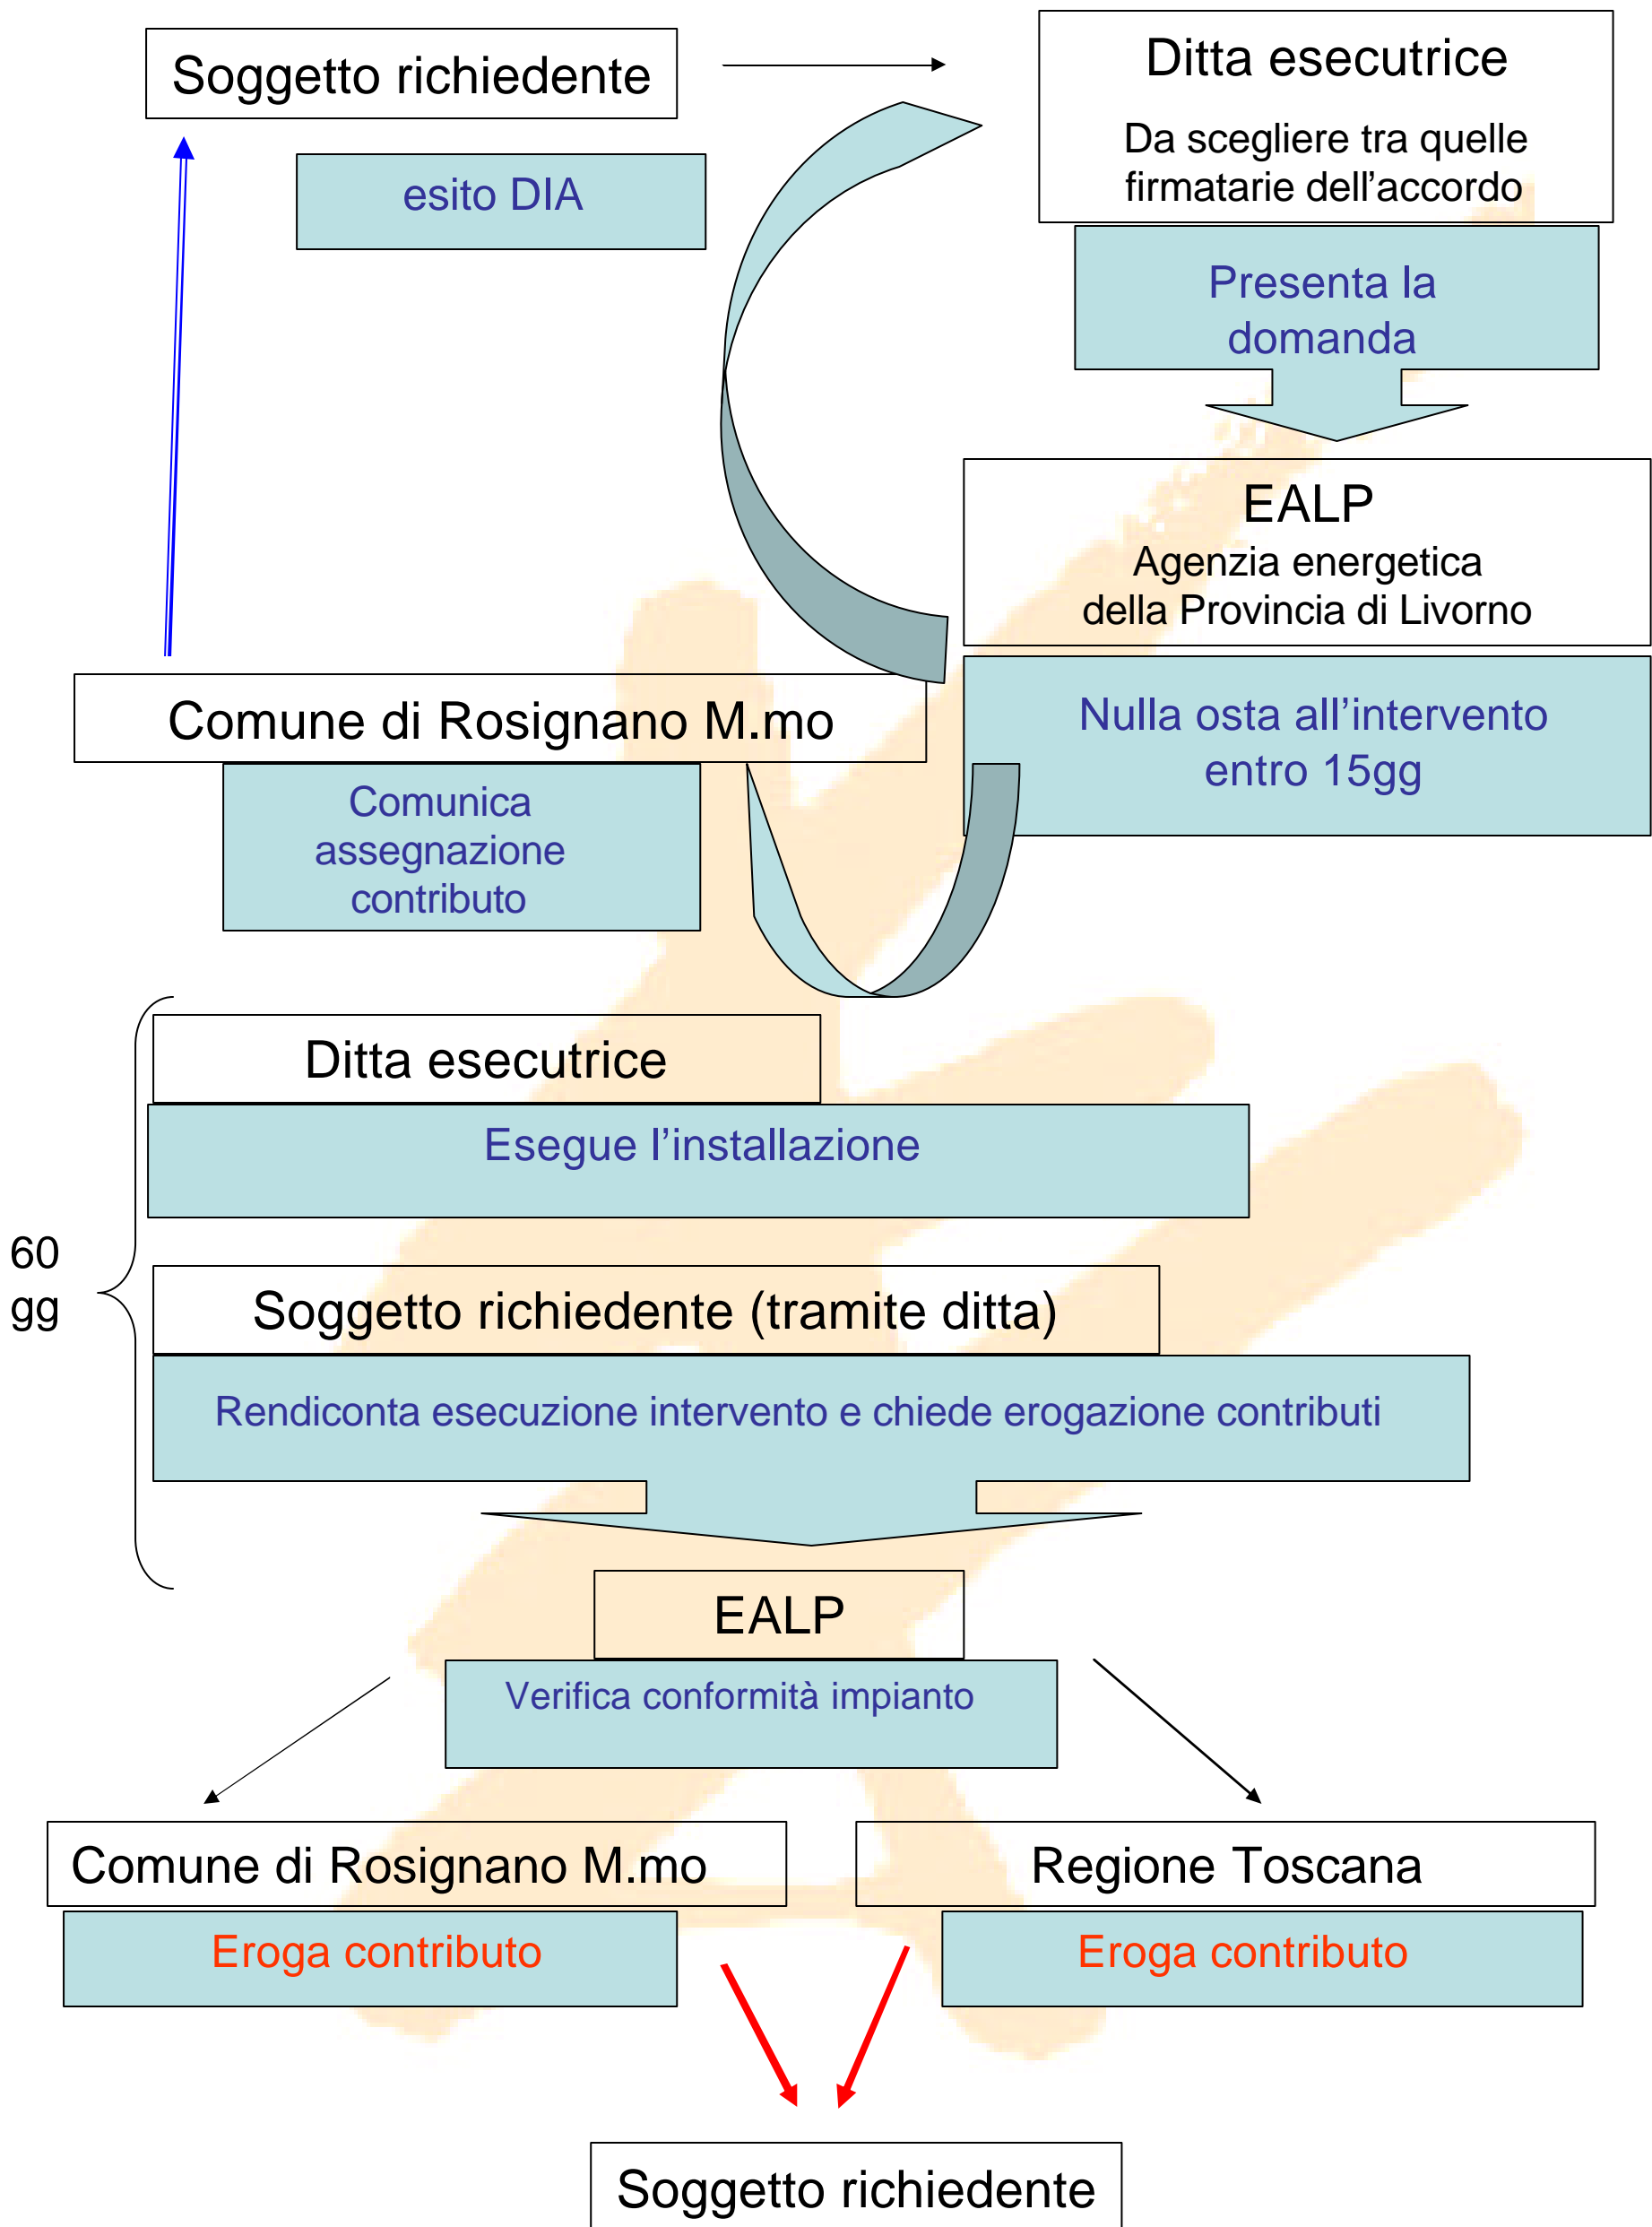 Soggetto richiedente
Ditta esecutrice
Da scegliere tra quelle
firmatarie dell'accordo
esito DIA
Presenta la
domanda
EALP
Agenzia energetica
della Provincia di Livorno
Comune di Rosignano M.mo
Nulla osta all'intervento
entro 15gg
Comunica
assegnazione
contributo
Ditta esecutrice
Esegue l'installazione
60
gg
Soggetto richiedente (tramite ditta)
Rendiconta esecuzione intervento e chiede erogazione contributi
EALP
Verifica conformità impianto
Comune di Rosignano M.mo
Regione Toscana
Eroga contributo
Eroga contributo
Soggetto richiedente